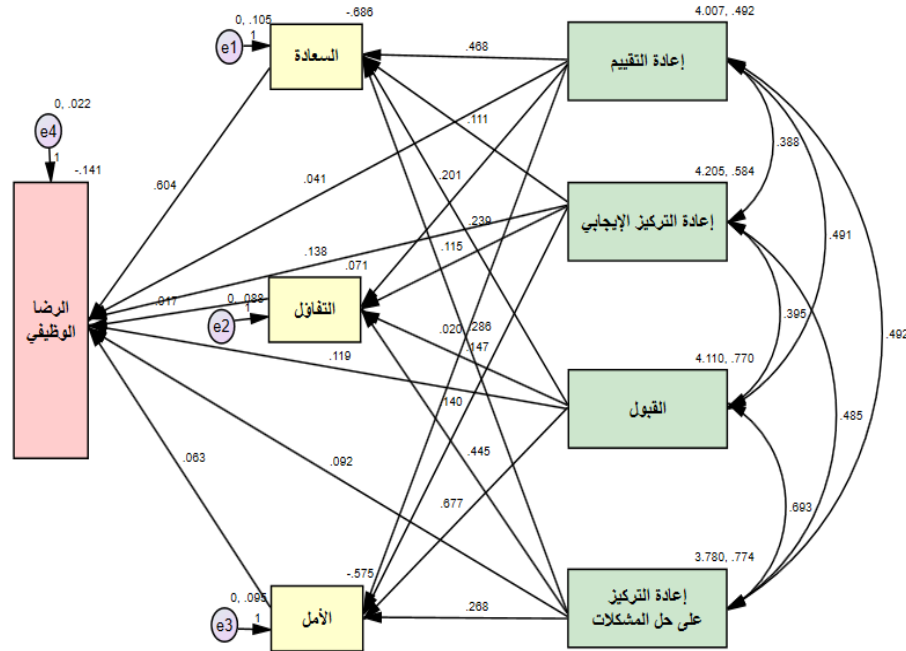 0, .105
-.686
4.007, .492
e1
1
السعادة
إعادة التقييم
.468
0, .022
e4
1
-.141
.111
.388
.604
.041
.201
4.205, .584
إعادة التركيز الإيجابي
.239
.138
.115
.491
.071
الرضا
الوظيفي
.017
0, .088
e2
1
التفاؤل
.020
.286
.395
.492
.147
4.110, .770
.119
القبول
.140
.485
.063
.092
.445
.677
.693
3.780, .774
-.575
0, .095
e3
1
الأمل
.268
إعادة التركيز
على حل المشكلات